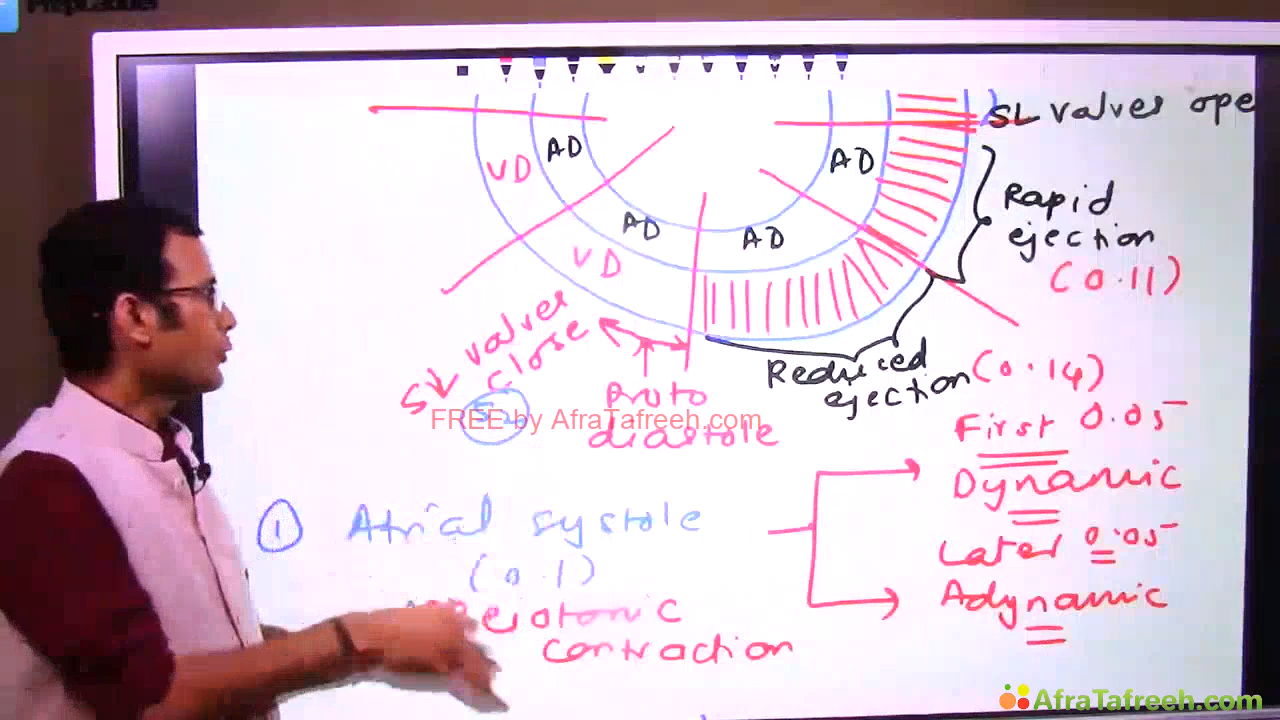 SL valves ope
AD
VD
AD
AD
AD
VD
Rapid
ejection
(0.11)
SL valves
close
S2
Proto
diastole
Reduced
ejection (0.14)
FREE by AfraTafreeh.com
① Atrial systole
(0.1)
contraction
First 0.05
Dynamic
Later 0.05
Adynamic
AfraTafreeh.com